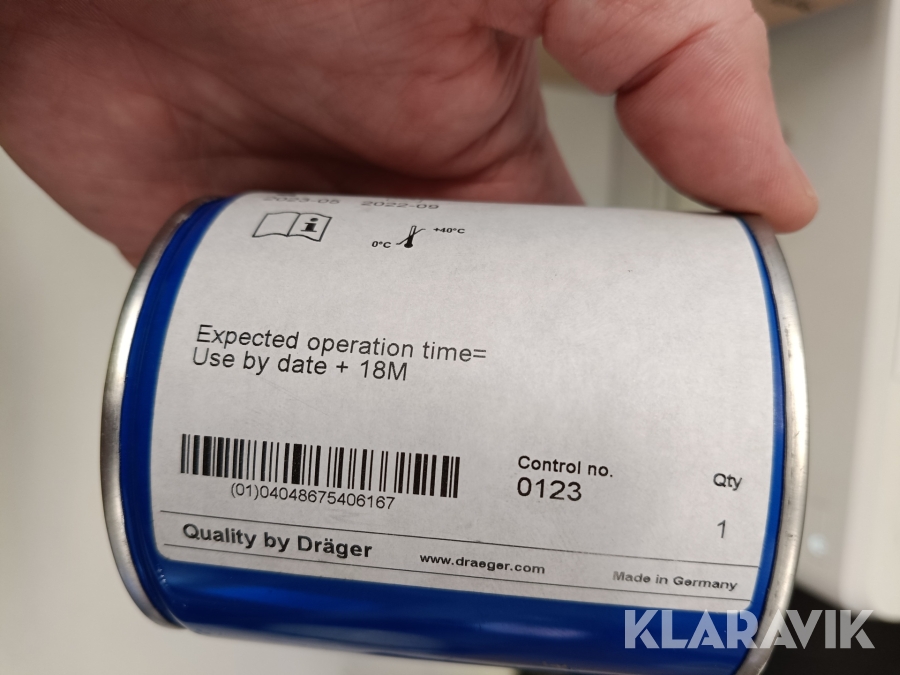 2023-05 2022-09
i
0°C +40°C
Expected operation time=
Use by date + 18M
(01)04048675406167
Control no.
0123
Qty
1
Quality by Dräger www.draeger.com Made in Germany
KLARAVIK